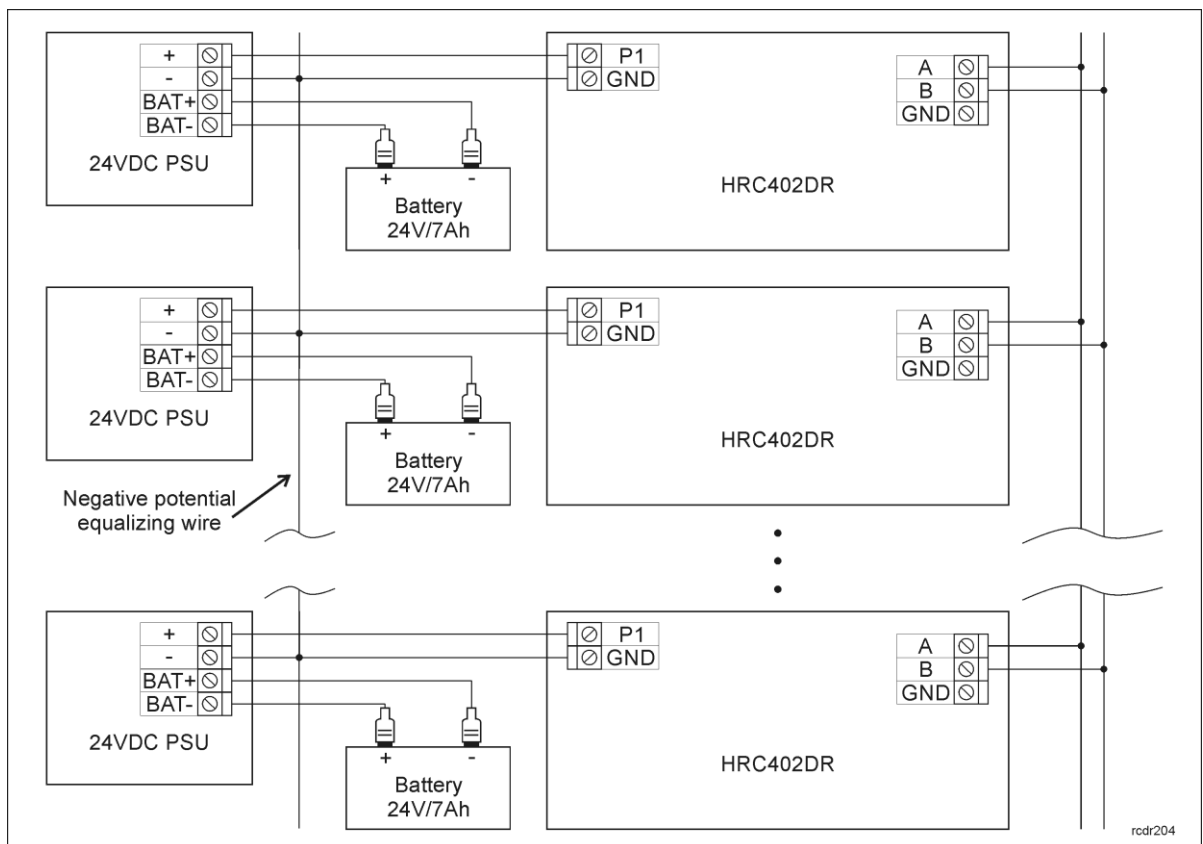 +
-
BAT+
BAT-
24VDC PSU
+ -
Battery
24V/7Ah
P1
GND
HRC402DR
A
B
GND
+
-
BAT+
BAT-
24VDC PSU
+ -
Battery
24V/7Ah
P1
GND
HRC402DR
A
B
GND
Negative potential
equalizing wire
+
-
BAT+
BAT-
24VDC PSU
+ -
Battery
24V/7Ah
P1
GND
HRC402DR
A
B
GND
rcdr204